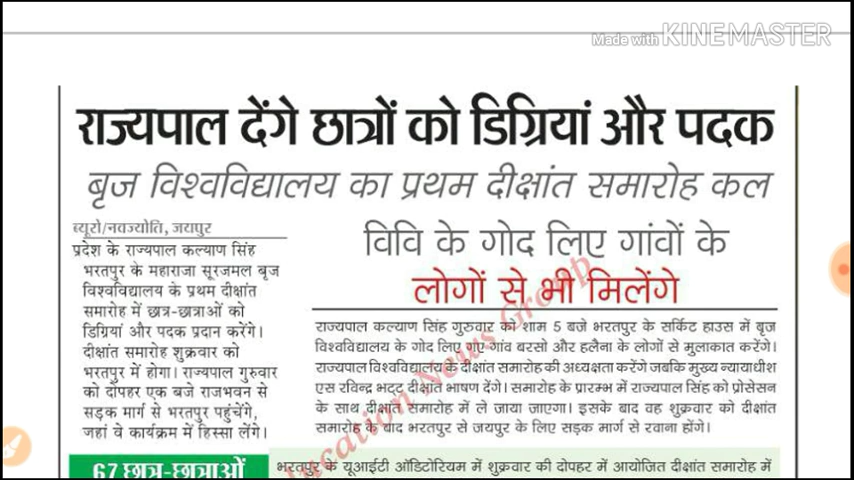 Made with KINEMASTER
राज्यपाल देंगे छात्रों को डिग्रियां और पदक
बृज विश्वविद्यालय का प्रथम दीक्षांत समारोह कल
ब्यूरो/नवज्योति, जयपुर
प्रदेश के राज्यपाल कल्याण सिंह
भरतपुर के महाराजा सूरजमल बृज
विश्वविद्यालय के प्रथम दीक्षांत
समारोह में छात्र-छात्राओं को
डिग्रियां और पदक प्रदान करेंगे।
दीक्षांत समारोह शुक्रवार को
भरतपुर में होगा। राज्यपाल गुरुवार
को दोपहर एक बजे राजभवन से
सड़क मार्ग से भरतपुर पहुंचेंगे,
जहां वे कार्यक्रम में हिस्सा लेंगे।
विवि के गोद लिए गांवों के
लोगों से भी मिलेंगे
राज्यपाल कल्याण सिंह गुरुवार को शाम 5 बजे भरतपुर के सर्किट हाउस में बृज
विश्वविद्यालय के गोद लिए गए गांव बरसो और हलैना के लोगों से मुलाकात करेंगे।
राज्यपाल विश्वविद्यालय के दीक्षांत समारोह की अध्यक्षता करेंगे जबकि मुख्य न्यायाधीश
एस रविन्द्र भट्ट दीक्षांत भाषण देंगे। समारोह के प्रारम्भ में राज्यपाल सिंह को प्रोसेसन
के साथ दीक्षांत समारोह में ले जाया जाएगा। इसके बाद वह शुक्रवार को दीक्षांत
समारोह के बाद भरतपुर से जयपुर के लिए सड़क मार्ग से रवाना होंगे।
67 छात्र-छात्राओं
भरतपुर के यूआईटी ऑडिटोरियम में शुक्रवार की दोपहर में आयोजित दीक्षांत समारोह में
ducation News Group